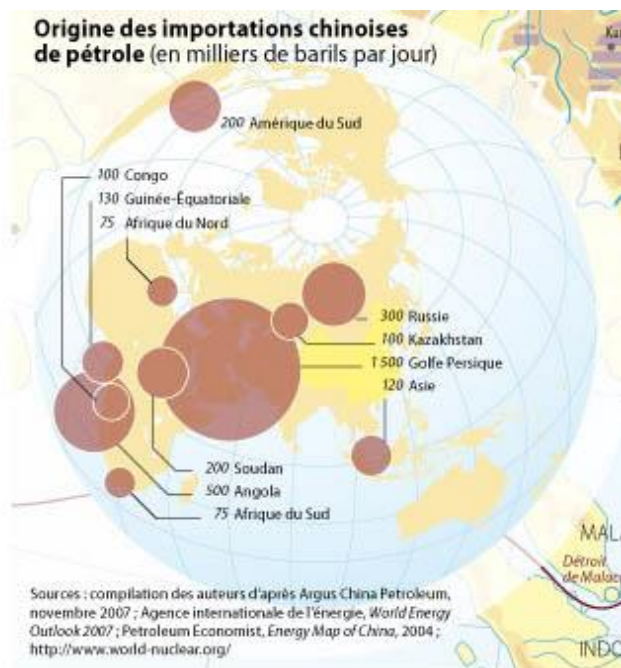 Origine des importations chinoises
de pétrole (en milliers de barils par jour)
200 Amérique du Sud
100 Congo
130 Guinée-Équatoriale
75 Afrique du Nord
300 Russie
100 Kazakhstan
1 500 Golfe Persique
120 Asie
200 Soudan
500 Angola
75 Afrique du Sud
MALA
Détroit
de Malacc
INDO
Sources : compilation des auteurs d'après Argus China Petroleum,
novembre 2007 ; Agence internationale de l'énergie, World Energy
Outlook 2007 ; Petroleum Economist, Energy Map of China, 2004 ;
http://www.world-nuclear.org/